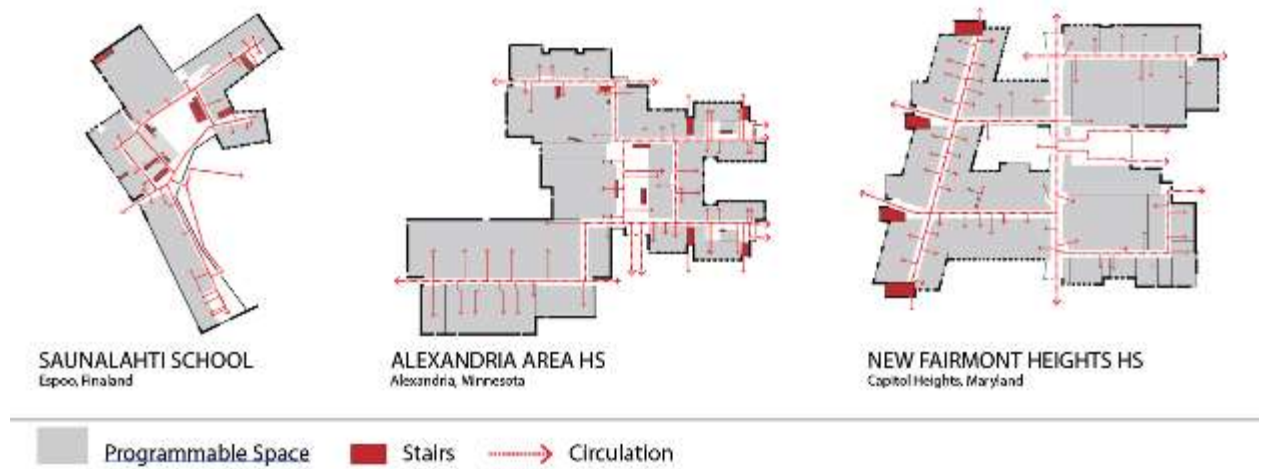 SAUNALAHTI SCHOOL
Espoo, Finaland
ALEXANDRIA AREA HS
Alexandria, Minnesota
NEW FAIRMONT HEIGHTS HS
Capitol Heights, Maryland
Programmable Space
Stairs
Circulation